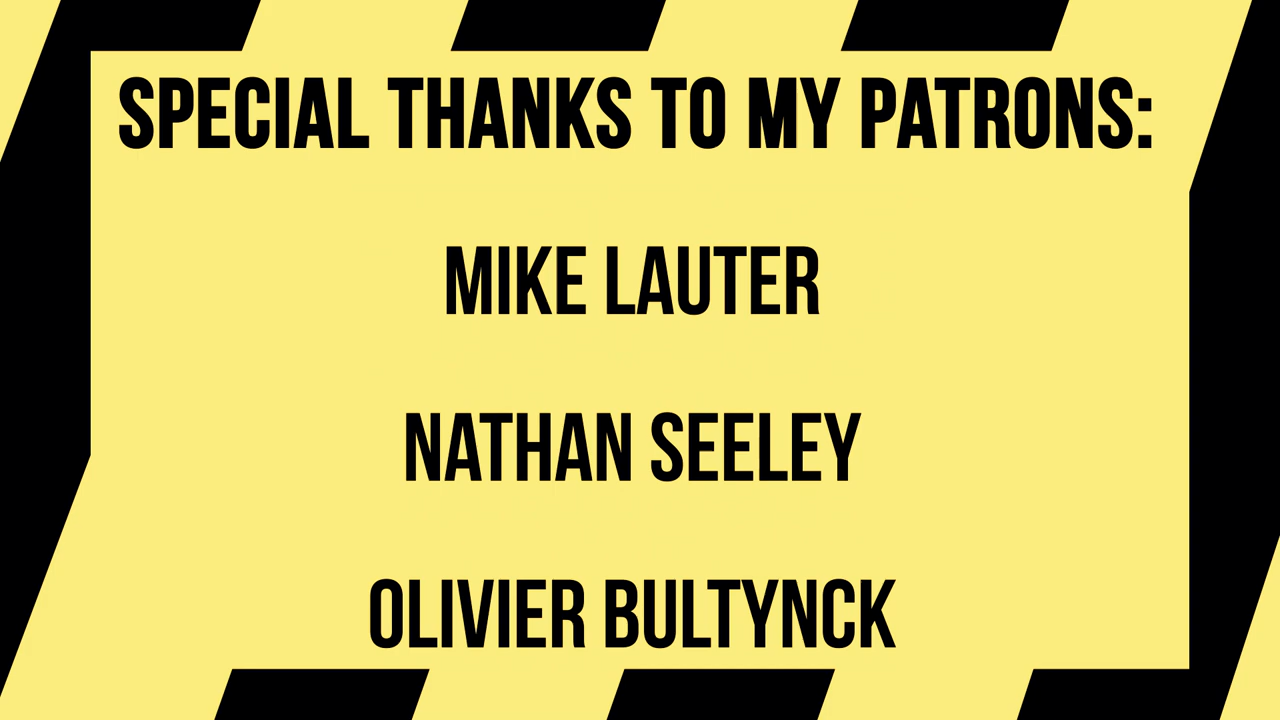 SPECIAL THANKS TO MY PATRONS:
MIKE LAUTER
NATHAN SEELEY
OLIVIER BULTYNCK